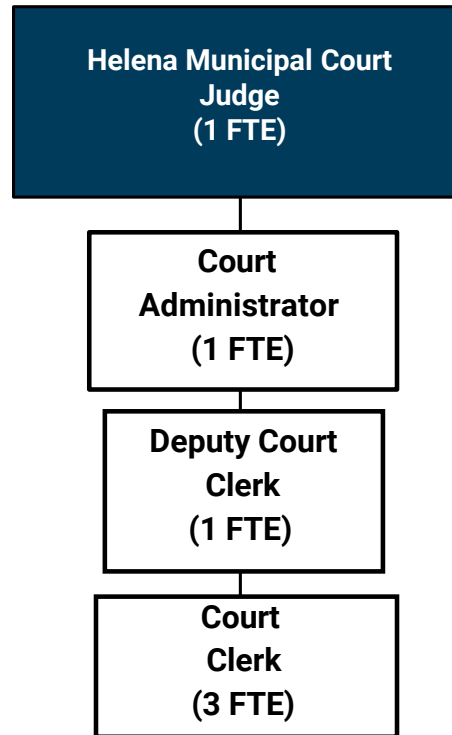 Helena Municipal Court
Judge
(1 FTE)
Court
Administrator
(1 FTE)
Deputy Court
Clerk
(1 FTE)
Court
Clerk
(3 FTE)